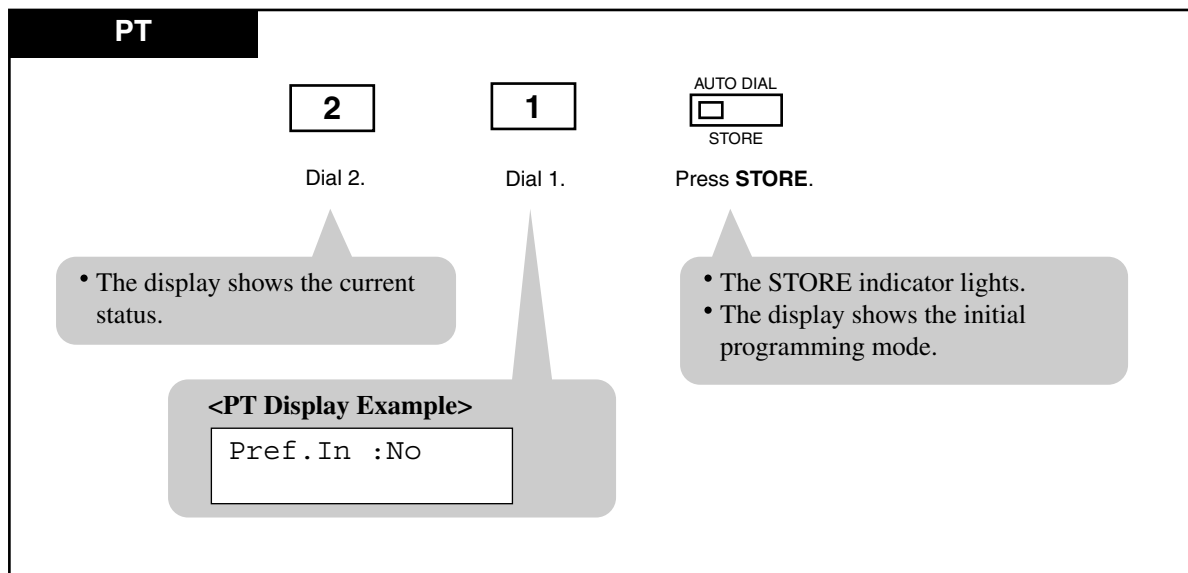 PT
2
1
AUTO DIAL
STORE
Dial 2.
Dial 1.
Press STORE.
• The display shows the current
status.
• The STORE indicator lights.
• The display shows the initial
programming mode.
<PT Display Example>
Pref.In :No